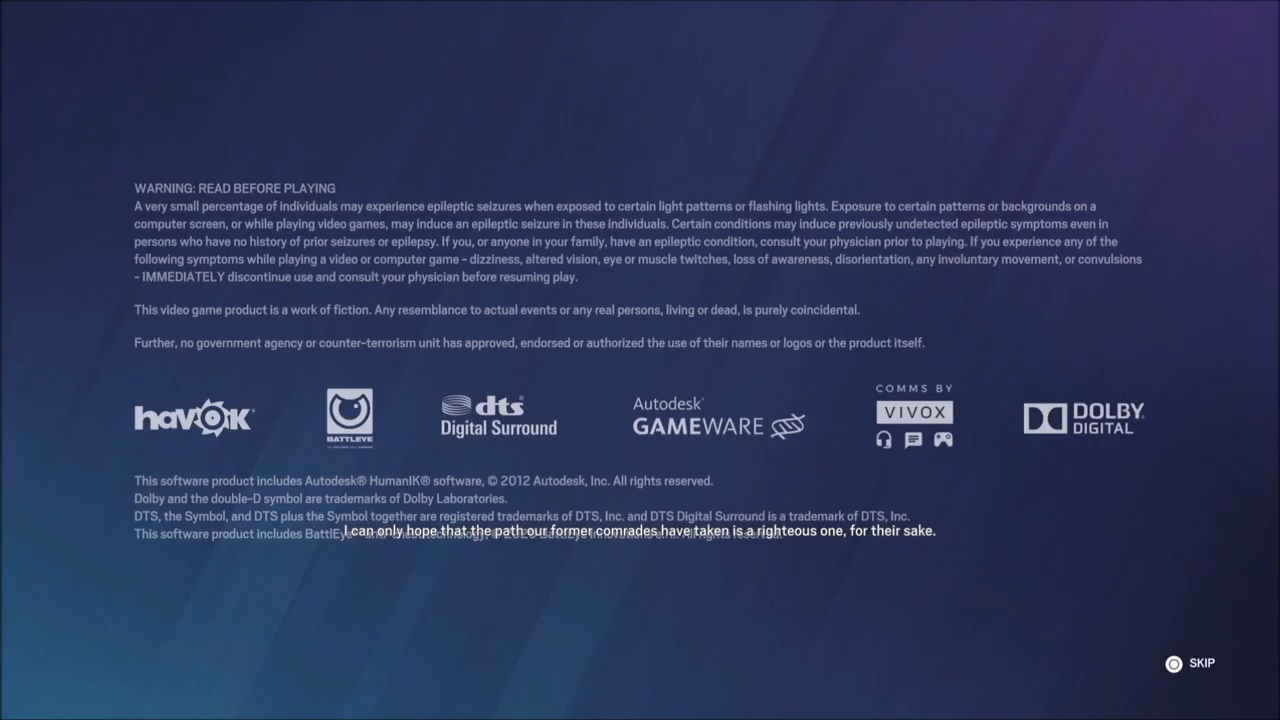 WARNING: READ BEFORE PLAYING
A very small percentage of individuals may experience epileptic seizures when exposed to certain light patterns or flashing lights. Exposure to certain patterns or backgrounds on a
computer screen, or while playing video games, may induce an epileptic seizure in these individuals. Certain conditions may induce previously undetected epileptic symptoms even in
persons who have no history of prior seizures or epilepsy. If you, or anyone in your family, have an epileptic condition, consult your physician prior to playing. If you experience any of the
following symptoms while playing a video or computer game - dizziness, altered vision, eye or muscle twitches, loss of awareness, disorientation, any involuntary movement, or convulsions
- IMMEDIATELY discontinue use and consult your physician before resuming play.
This video game product is a work of fiction. Any resemblance to actual events or any real persons, living or dead, is purely coincidental.
Further, no government agency or counter-terrorism unit has approved, endorsed or authorized the use of their names or logos or the product itself.
havok
BATTLEYE
dts
Digital Surround
Autodesk®
GAMEWARE
COMMS BY
VIVOX
DOLBY
DIGITAL
This software product includes Autodesk® HumanIK® software, © 2012 Autodesk, Inc. All rights reserved.
Dolby and the double-D symbol are trademarks of Dolby Laboratories.
DTS, the Symbol, and DTS plus the Symbol together are registered trademarks of DTS, Inc. and DTS Digital Surround is a trademark of DTS, Inc.
This software product includes BattlEye
I can only hope that the path our former comrades have taken is a righteous one, for their sake.
SKIP